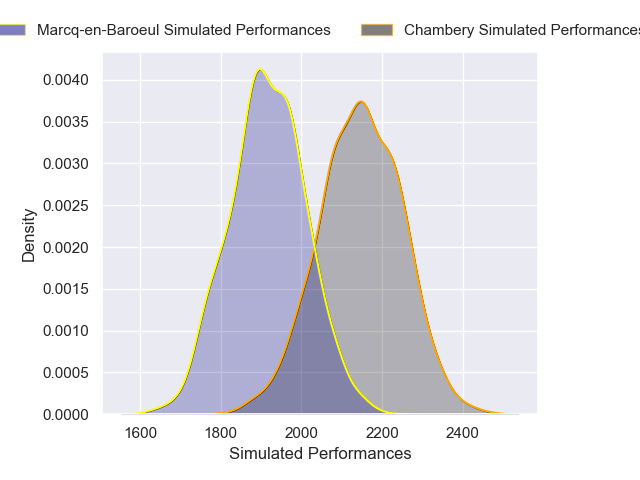 Marcq-en-Baroeul Simulated Performances
Chambery Simulated Performances
0.0040
0.0035
0.0030
0.0025
0.0020
0.0015
0.0010
0.0005
0.0000
Density
1600 1800 2000 2200 2400
Simulated Performances